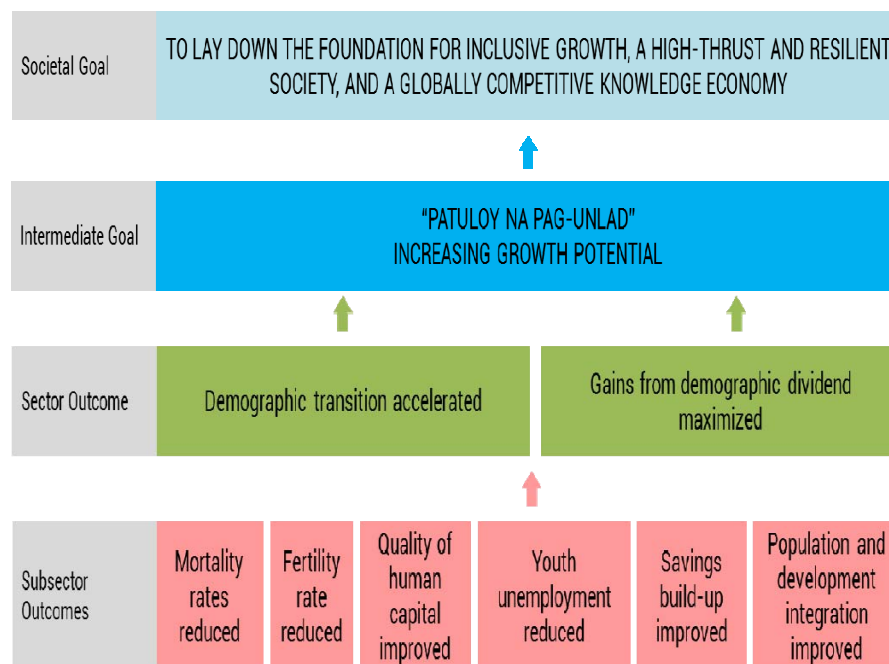 Societal Goal
TO LAY DOWN THE FOUNDATION FOR INCLUSIVE GROWTH, A HIGH-THRUST AND RESILIENT
SOCIETY, AND A GLOBALLY COMPETITIVE KNOWLEDGE ECONOMY
Intermediate Goal
“PATULOY NA PAG-UNLAD”
INCREASING GROWTH POTENTIAL
Sector Outcome
Demographic transition accelerated
Gains from demographic dividend
maximized
Subsector
Outcomes
Mortality
rates
reduced
Fertility
rate
reduced
Quality of
human
capital
improved
Youth
unemployment
reduced
Savings
build-up
improved
Population and
development
integration
improved